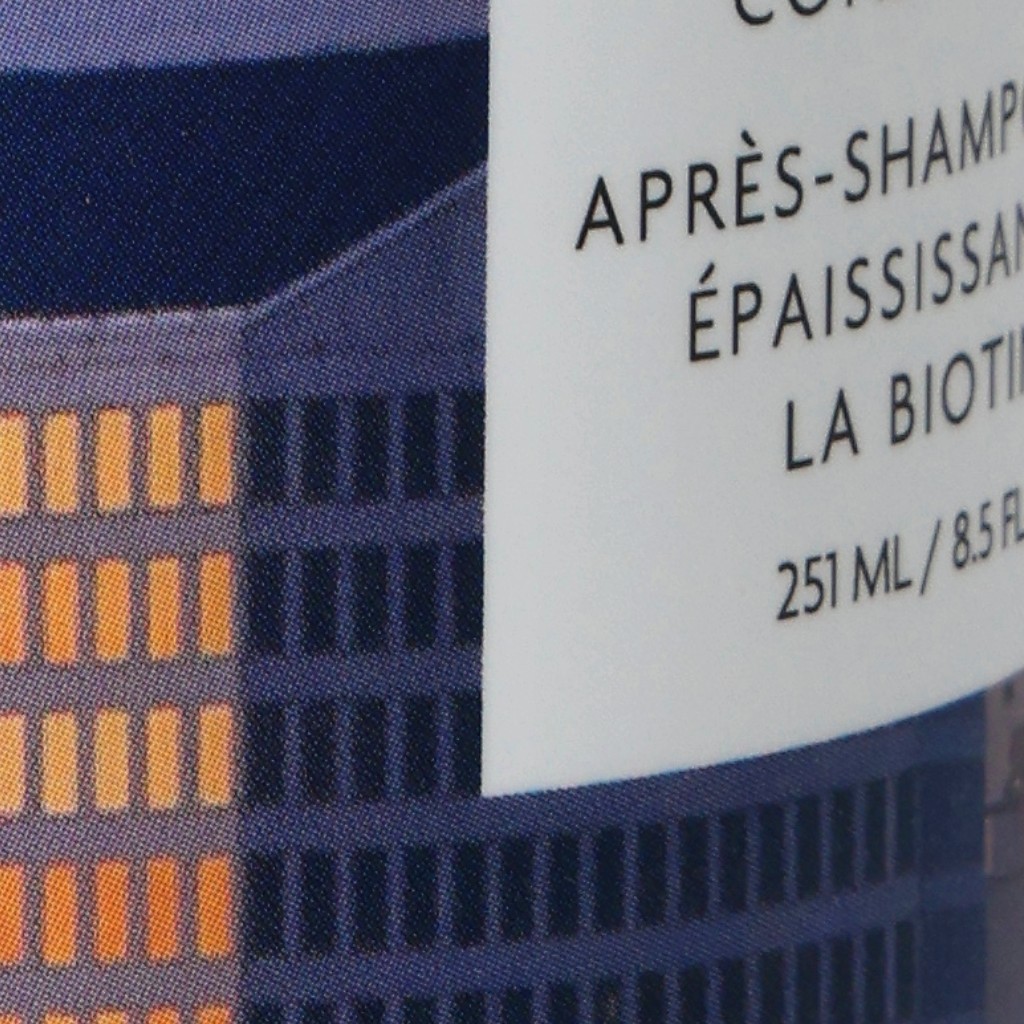 APRÈS-SHAMP
ÉPAISSISSAN
LA BIOTI
251 ML / 8.5 FL